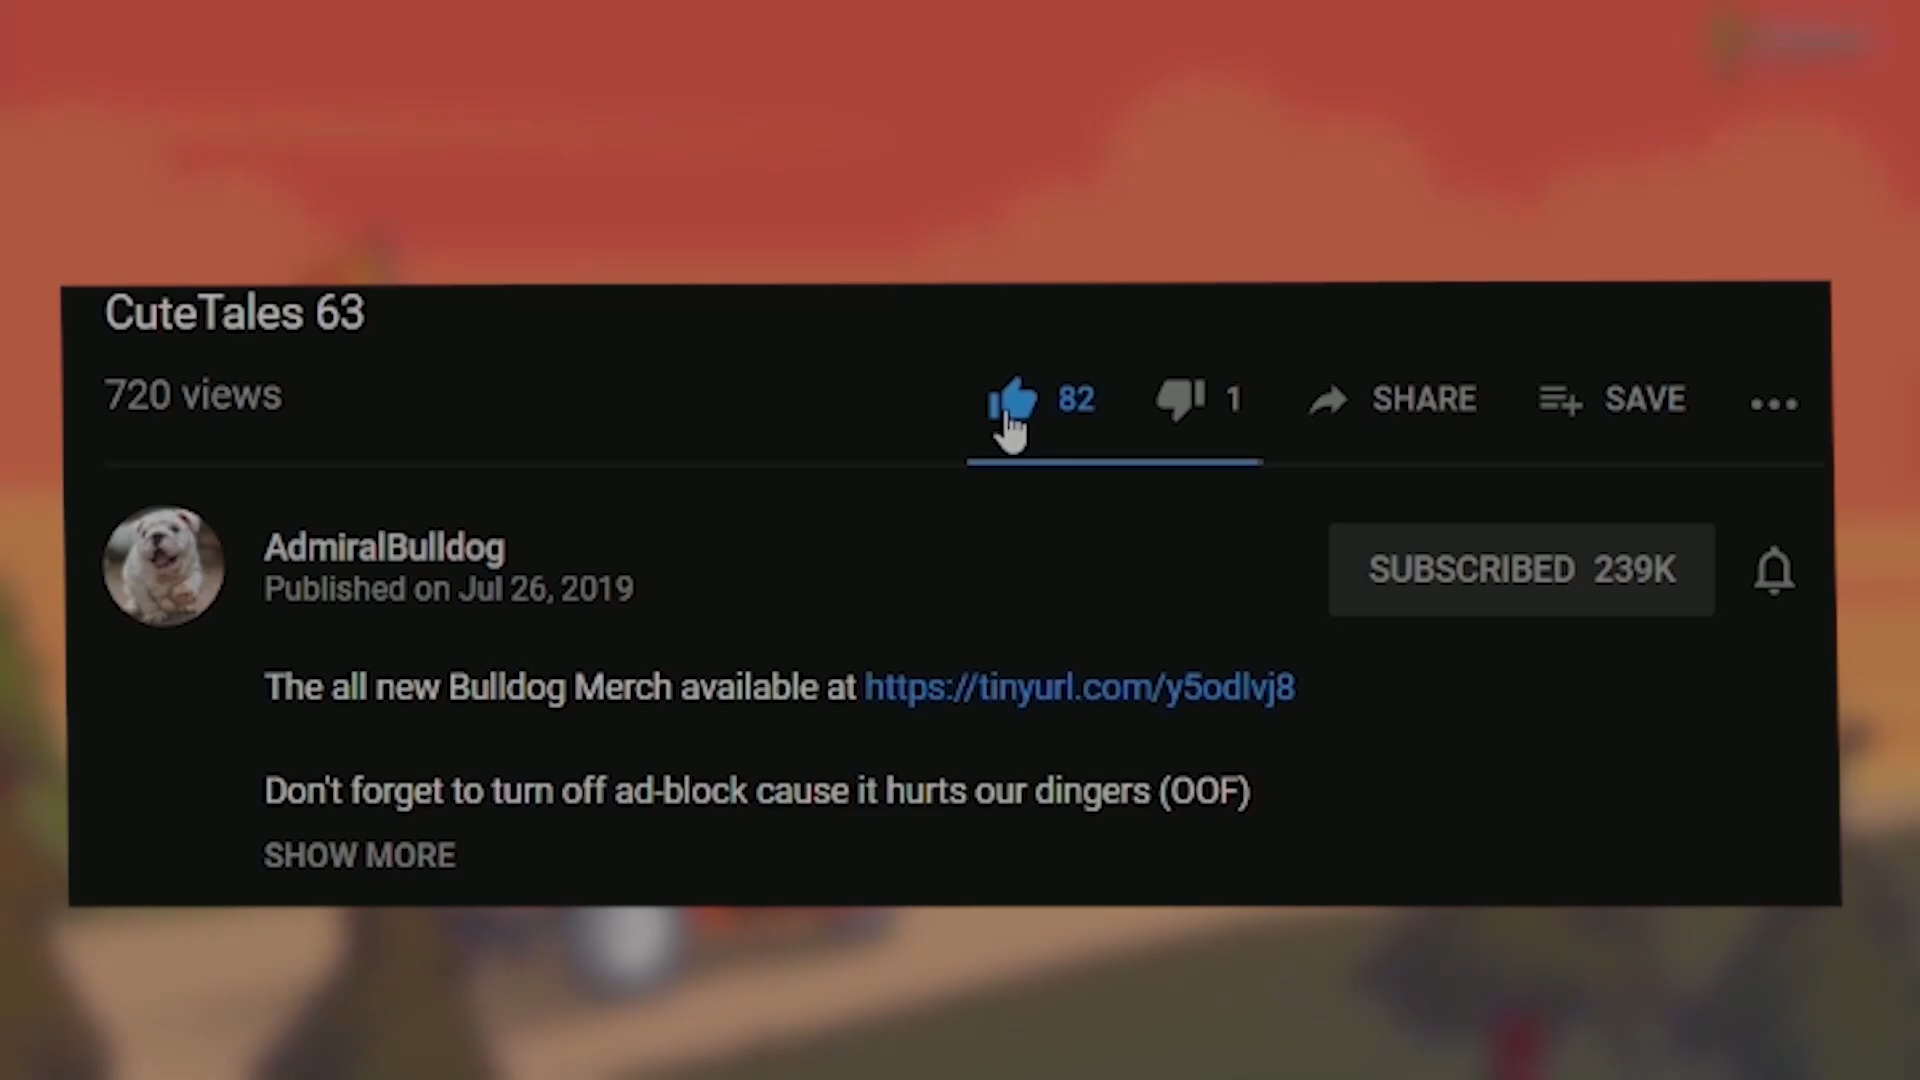 CuteTales 63
720 views
82 1 SHARE SAVE
AdmiralBulldog
Published on Jul 26, 2019
SUBSCRIBED 239K
The all new Bulldog Merch available at https://tinyurl.com/y5odlvj8
Don't forget to turn off ad-block cause it hurts our dingers (OOF)
SHOW MORE